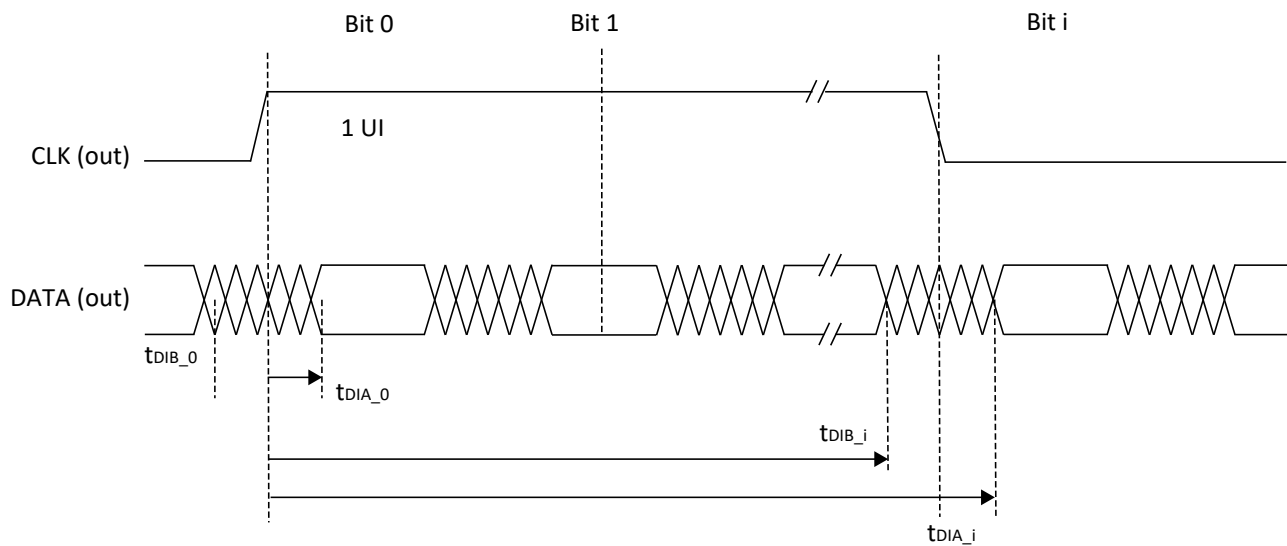 Bit 0 Bit 1 Bit i
1 UI
CLK (out)
DATA (out)
tDIB_0
tDIA_0
tDIB_i
tDIA_i